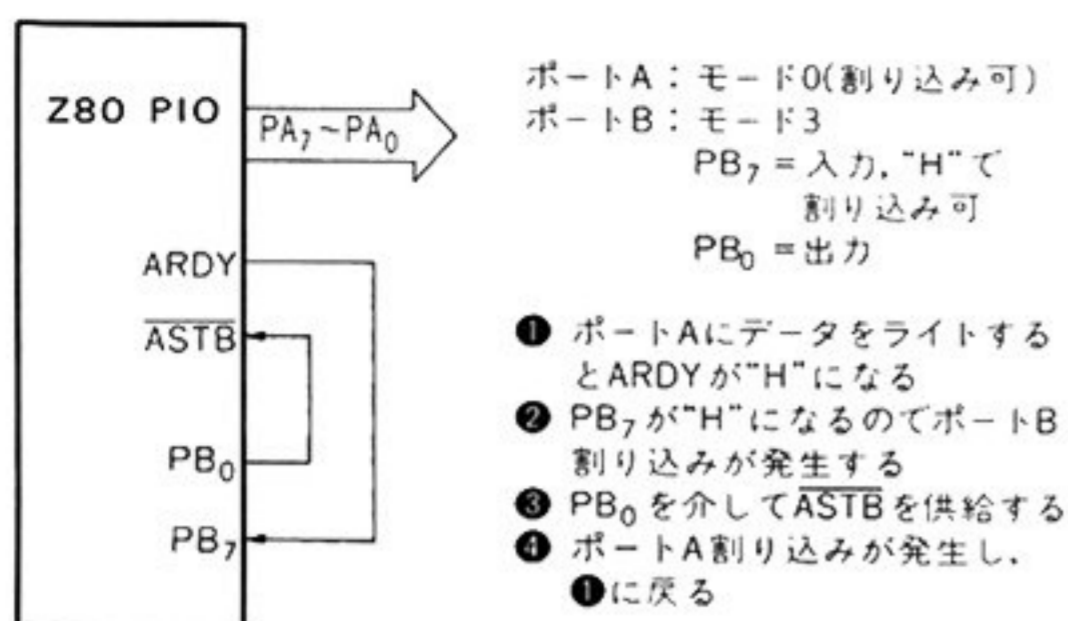 Z80 PIO
PA₇~PA₀
ARDY
A̅S̅T̅B̅
PB₀
PB₇
ポートA:モード0(割り込み可)
ポートB:モード3
PB₇=入力,"H"で
割り込み可
PB₀=出力
❶ ポートAにデータをライトする
とARDYが"H"になる
❷ PB₇が"H"になるのでポートB
割り込みが発生する
❸ PB₀を介してA̅S̅T̅B̅を供給する
❹ ポートA割り込みが発生し,
❶に戻る